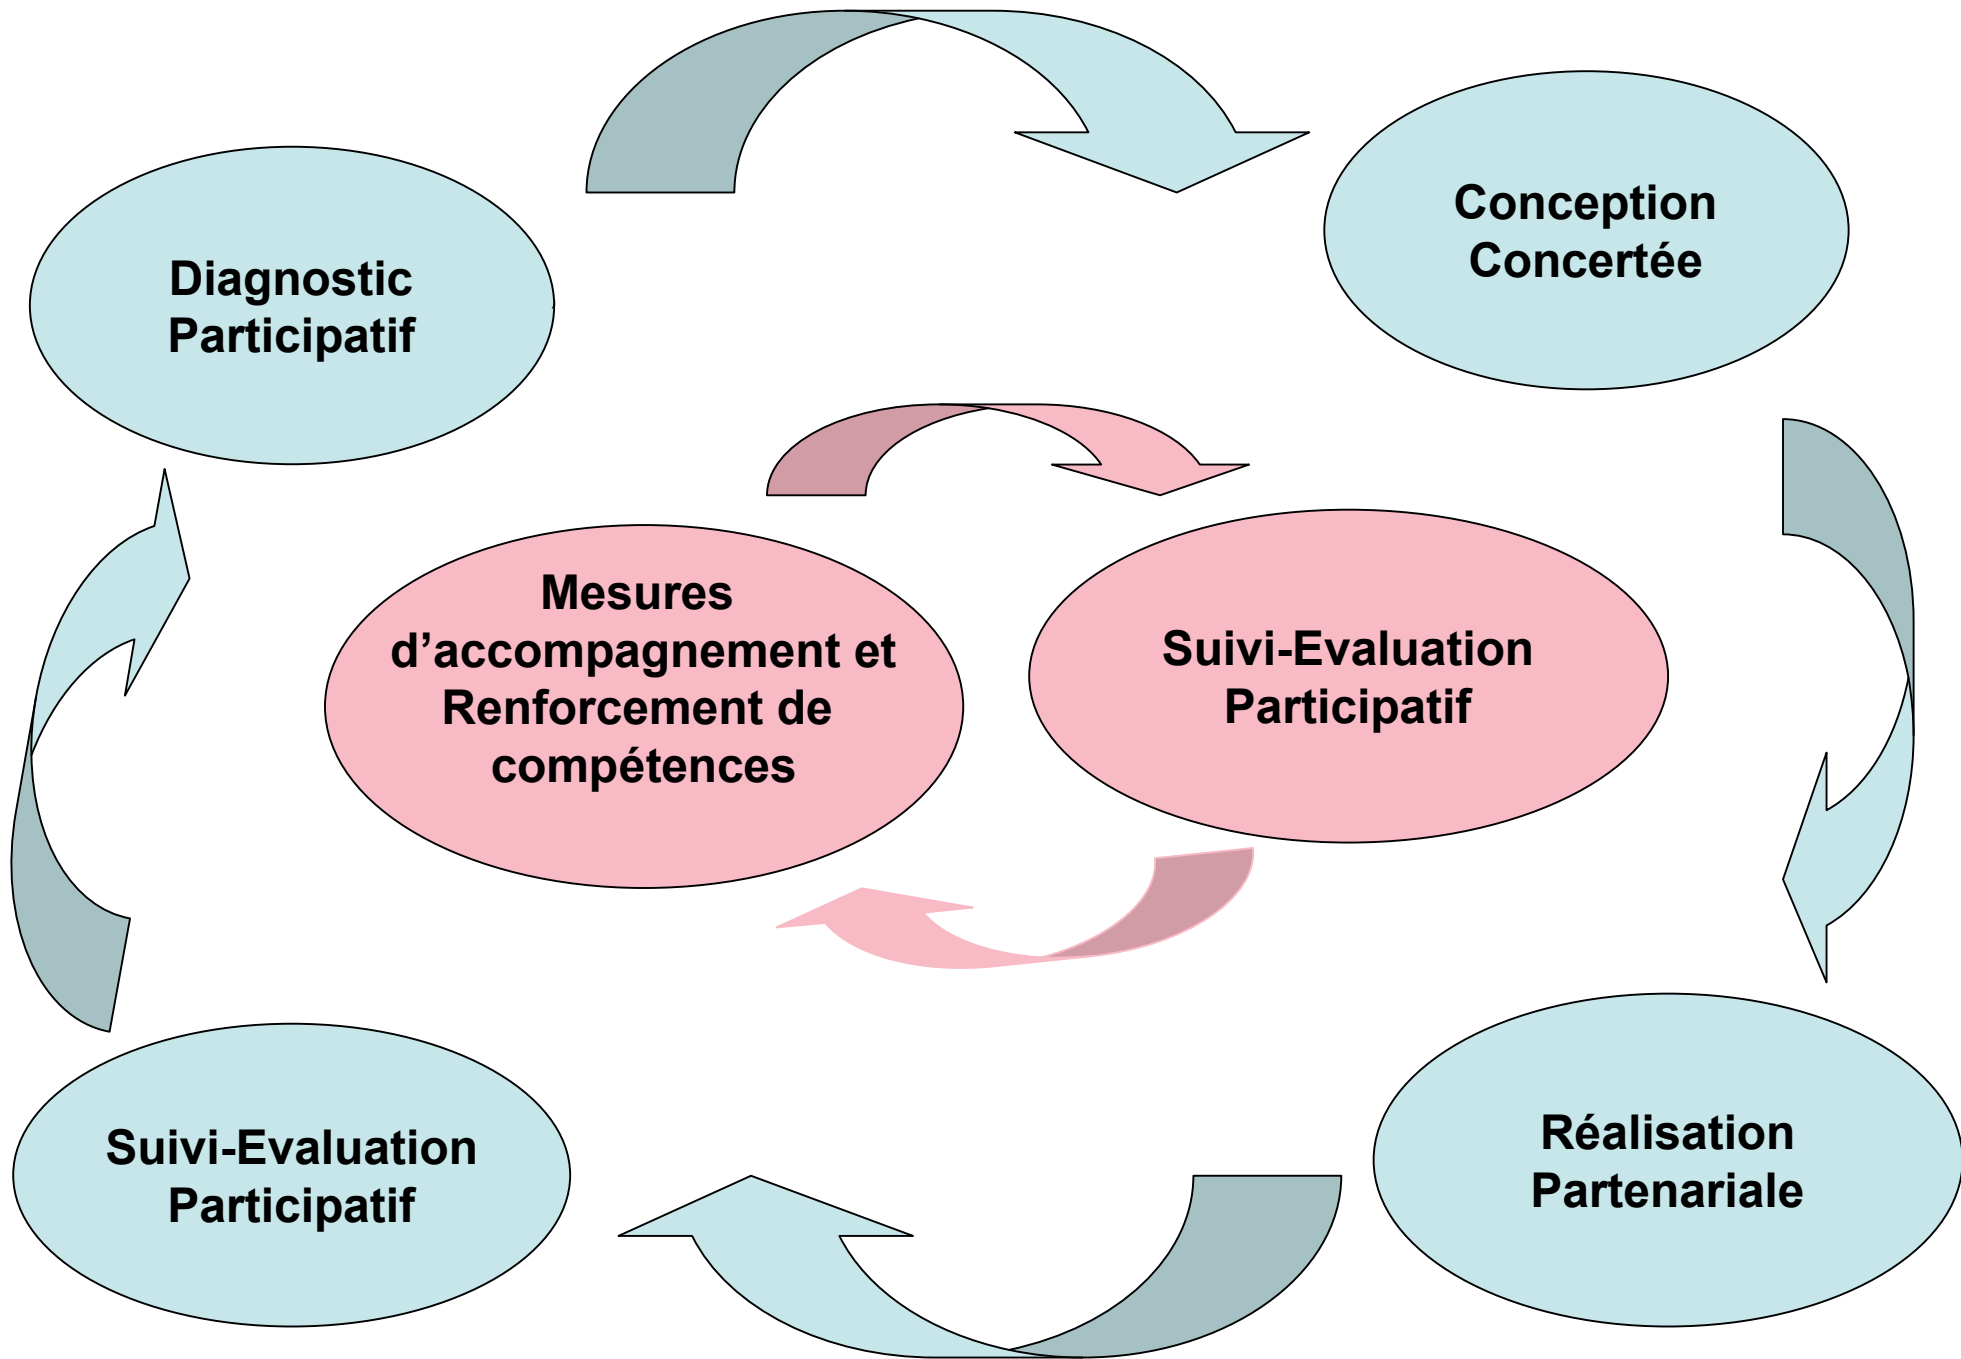 Conception
Concertée
Diagnostic
Participatif
Mesures
d’accompagnement et
Renforcement de
compétences
Suivi-Evaluation
Participatif
Suivi-Evaluation
Participatif
Réalisation
Partenariale